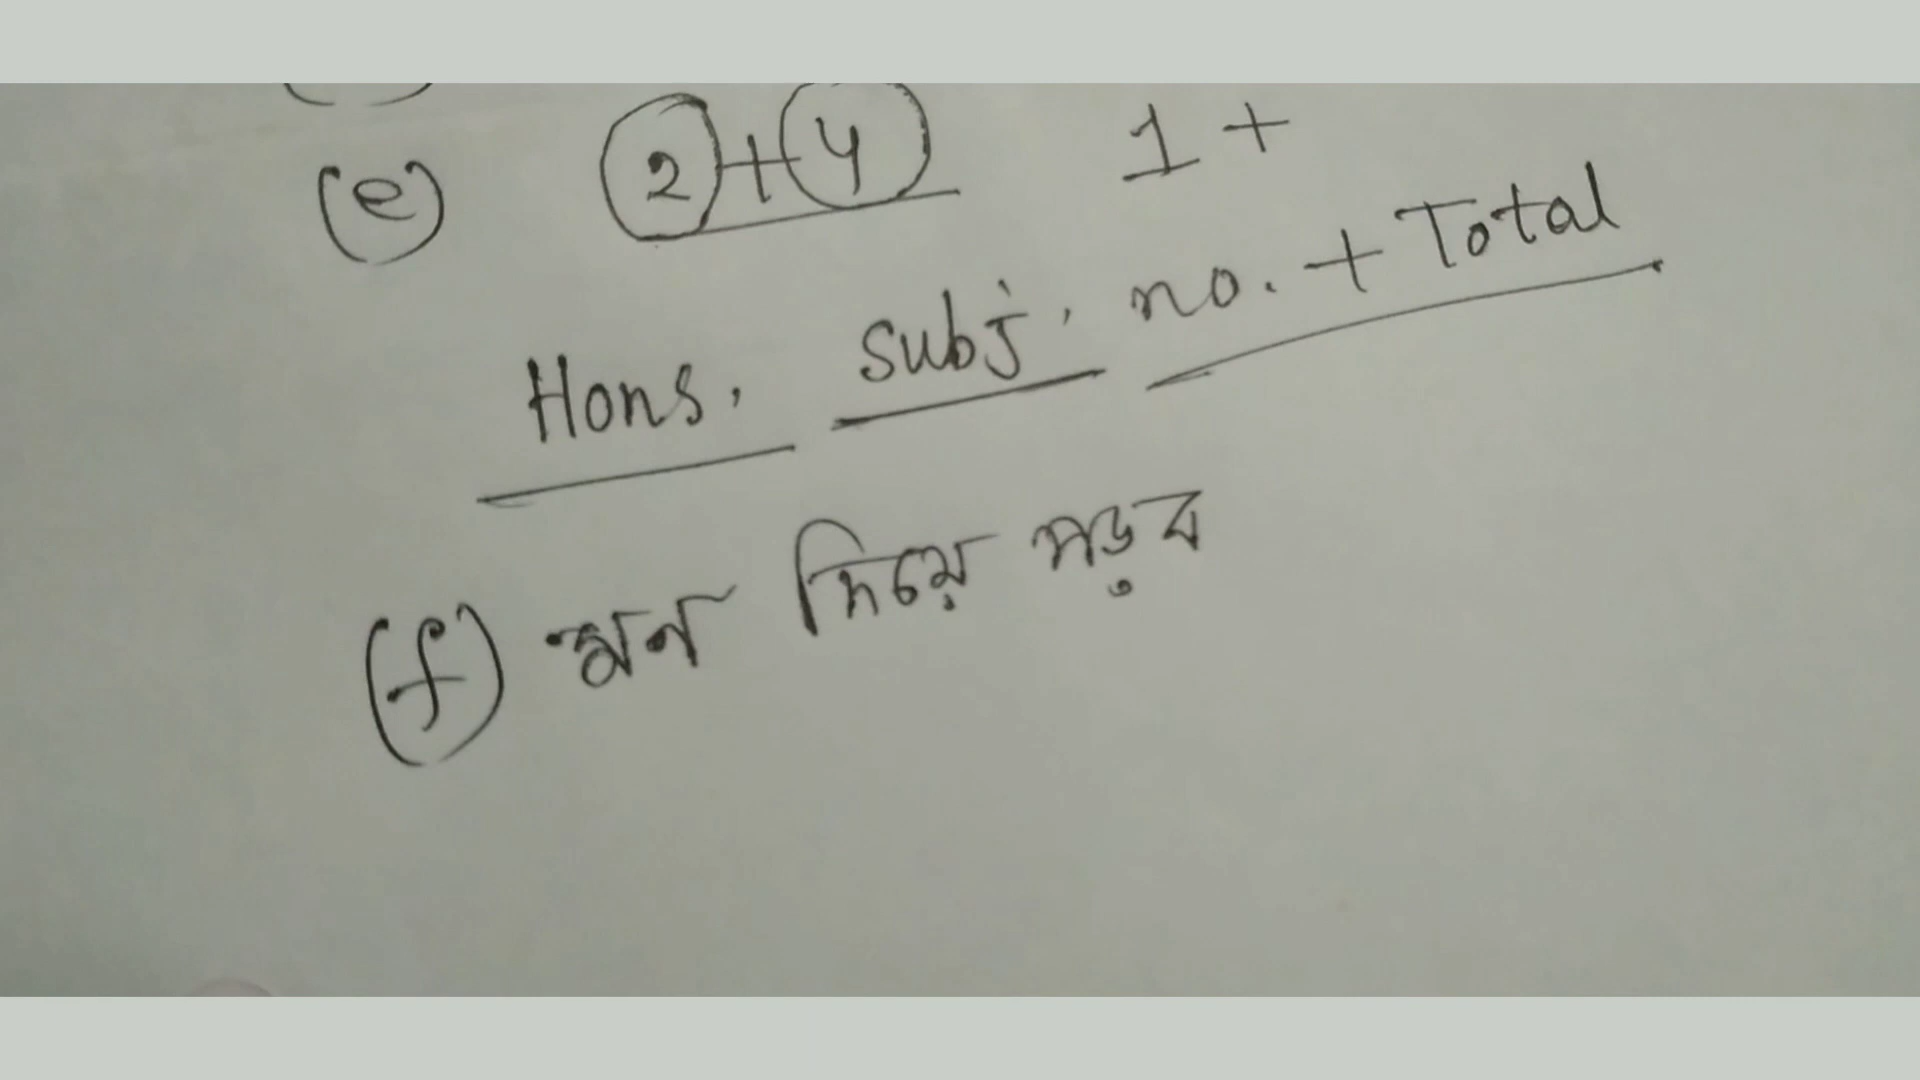 (e) 2+4 1+
Hons. Subj. no. + Total
(f) মন দিয়ে পড়ব